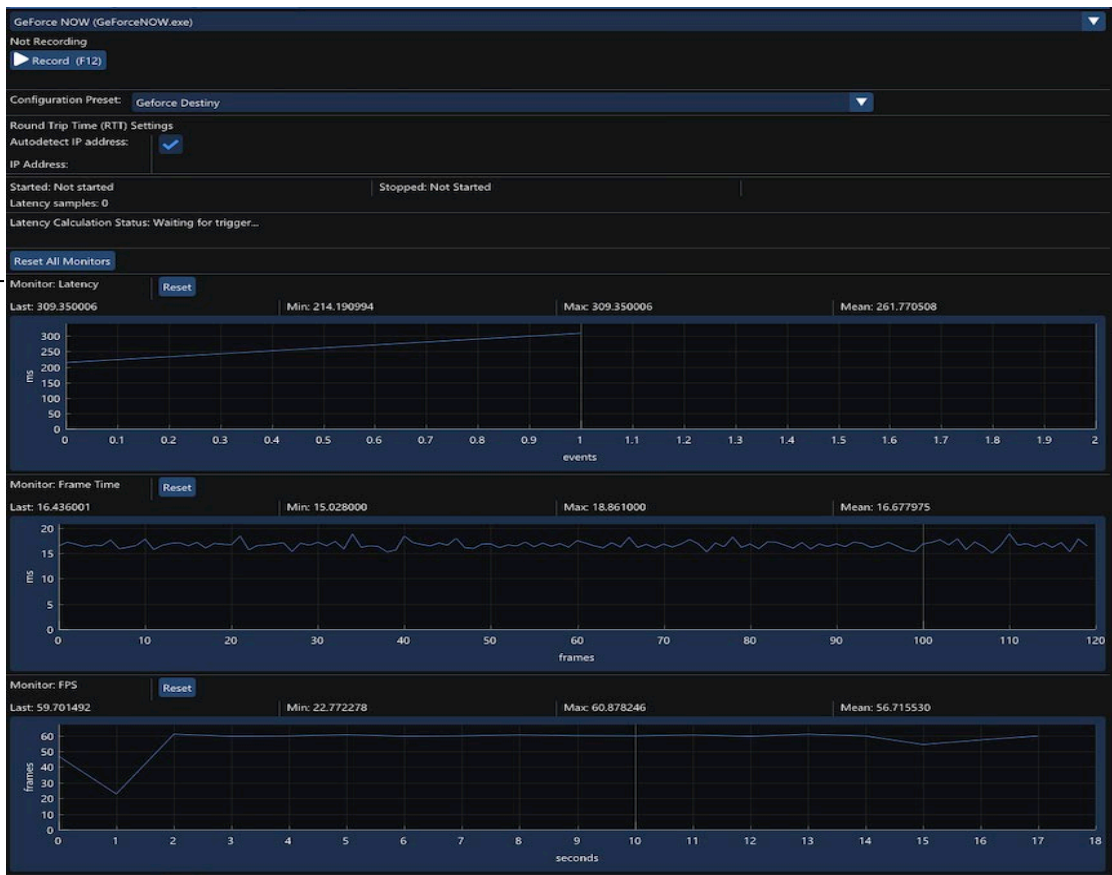 GeForce NOW (GeForceNOW.exe)
Not Recording
Record (F12)
Configuration Preset: Geforce Destiny
Round Trip Time (RTT) Settings
Autodetect IP address:
IP Address:
Started: Not started Stopped: Not Started
Latency samples: 0
Latency Calculation Status: Waiting for trigger...
Reset All Monitors
Monitor: Latency Reset
Last: 309.350006 Min: 214.190994 Max: 309.350006 Mean: 261.770508
300
250
200
150
100
50
0
ms
0 0.1 0.2 0.3 0.4 0.5 0.6 0.7 0.8 0.9 1 1.1 1.2 1.3 1.4 1.5 1.6 1.7 1.8 1.9 2
events
Monitor: Frame Time Reset
Last: 16.436001 Min: 15.028000 Max: 18.861000 Mean: 16.677975
20
15
10
5
0
ms
0 10 20 30 40 50 60 70 80 90 100 110 120
frames
Monitor: FPS Reset
Last: 59.701492 Min: 22.772278 Max: 60.878246 Mean: 56.715530
60
50
40
30
20
10
0
frames
0 1 2 3 4 5 6 7 8 9 10 11 12 13 14 15 16 17 18
seconds